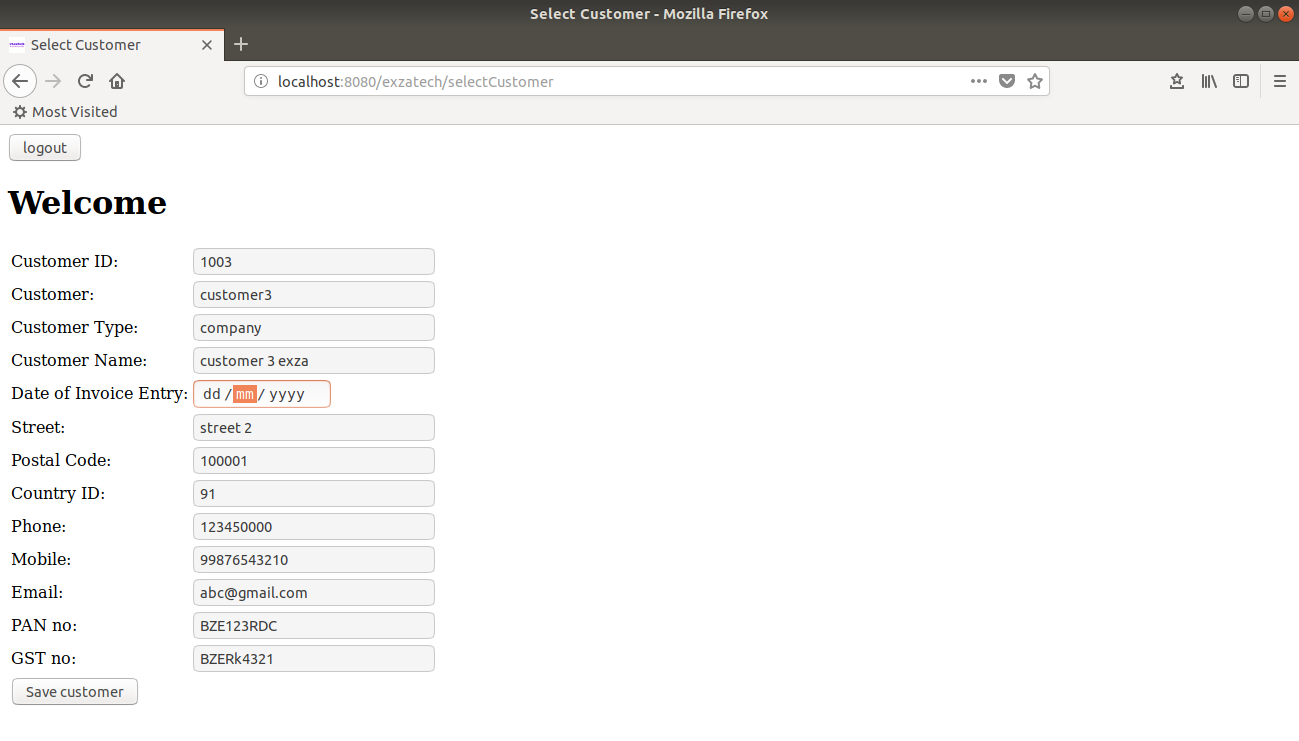 Select Customer - Mozilla Firefox
Select Customer
localhost:8080/exzatech/selectCustomer
Most Visited
logout
Welcome
Customer ID: 1003
Customer: customer3
Customer Type: company
Customer Name: customer 3 exza
Date of Invoice Entry: dd / mm / yyyy
Street: street 2
Postal Code: 100001
Country ID: 91
Phone: 123450000
Mobile: 99876543210
Email: abc@gmail.com
PAN no: BZE123RDC
GST no: BZERk4321
Save customer